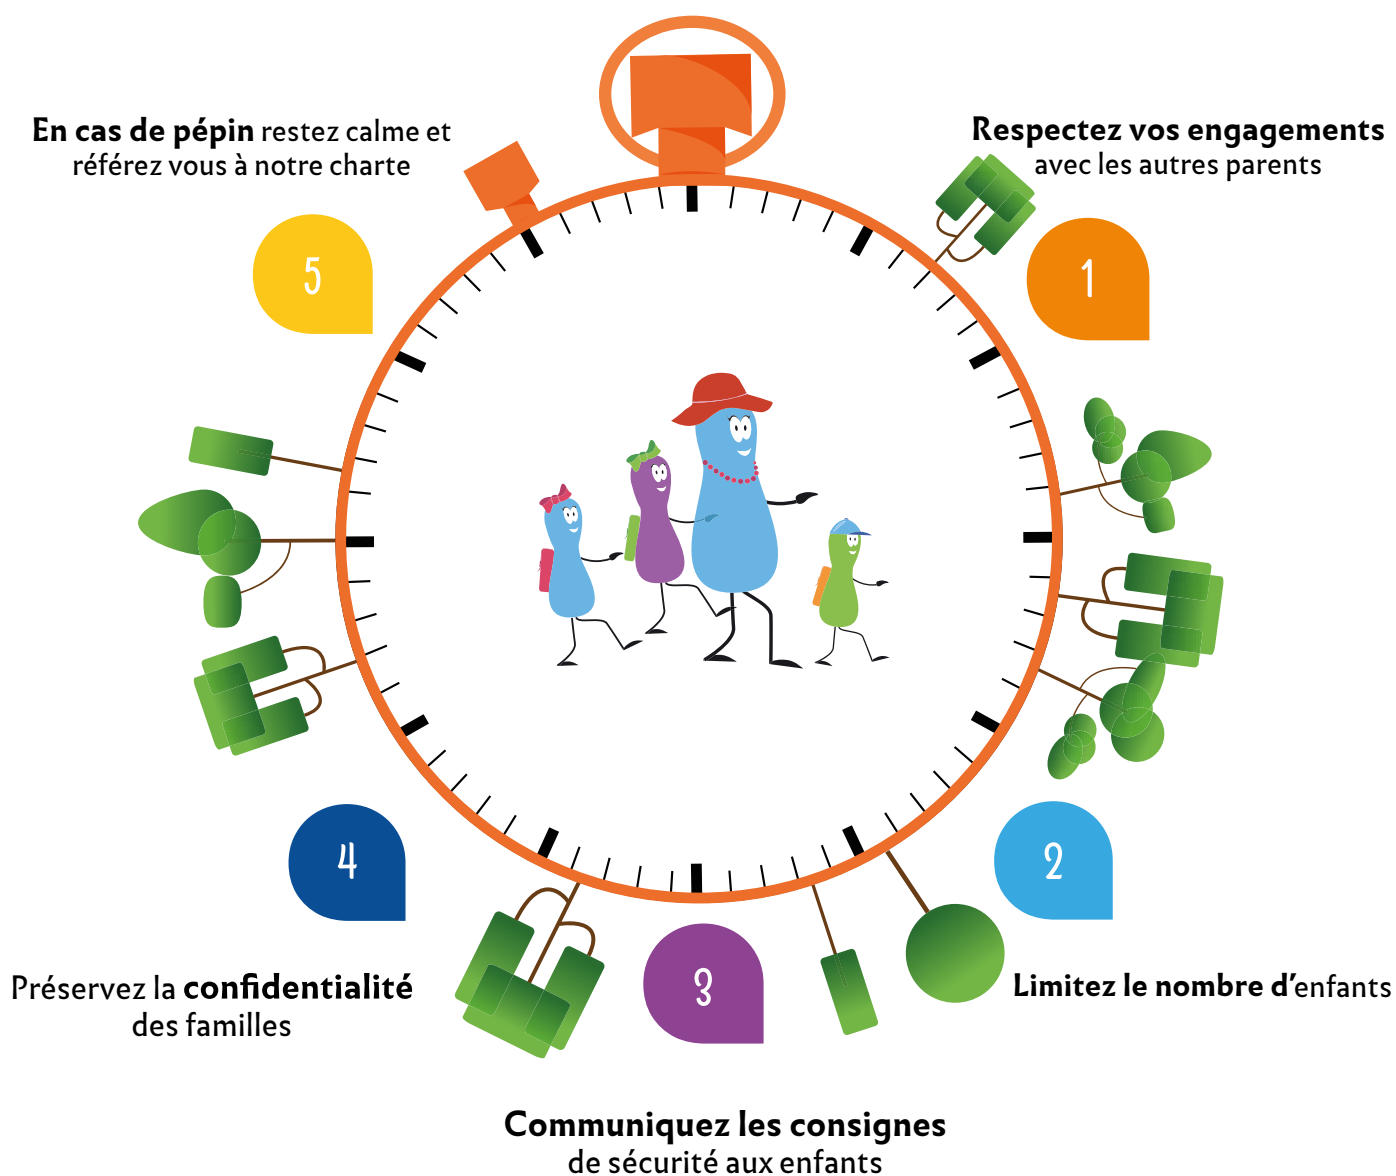 En cas de pépin restez calme et
référez vous à notre charte
Respectez vos engagements
avec les autres parents
5
1
4
2
3
Préservez la confidentialité
des familles
Limitez le nombre d’enfants
Communiquez les consignes
de sécurité aux enfants